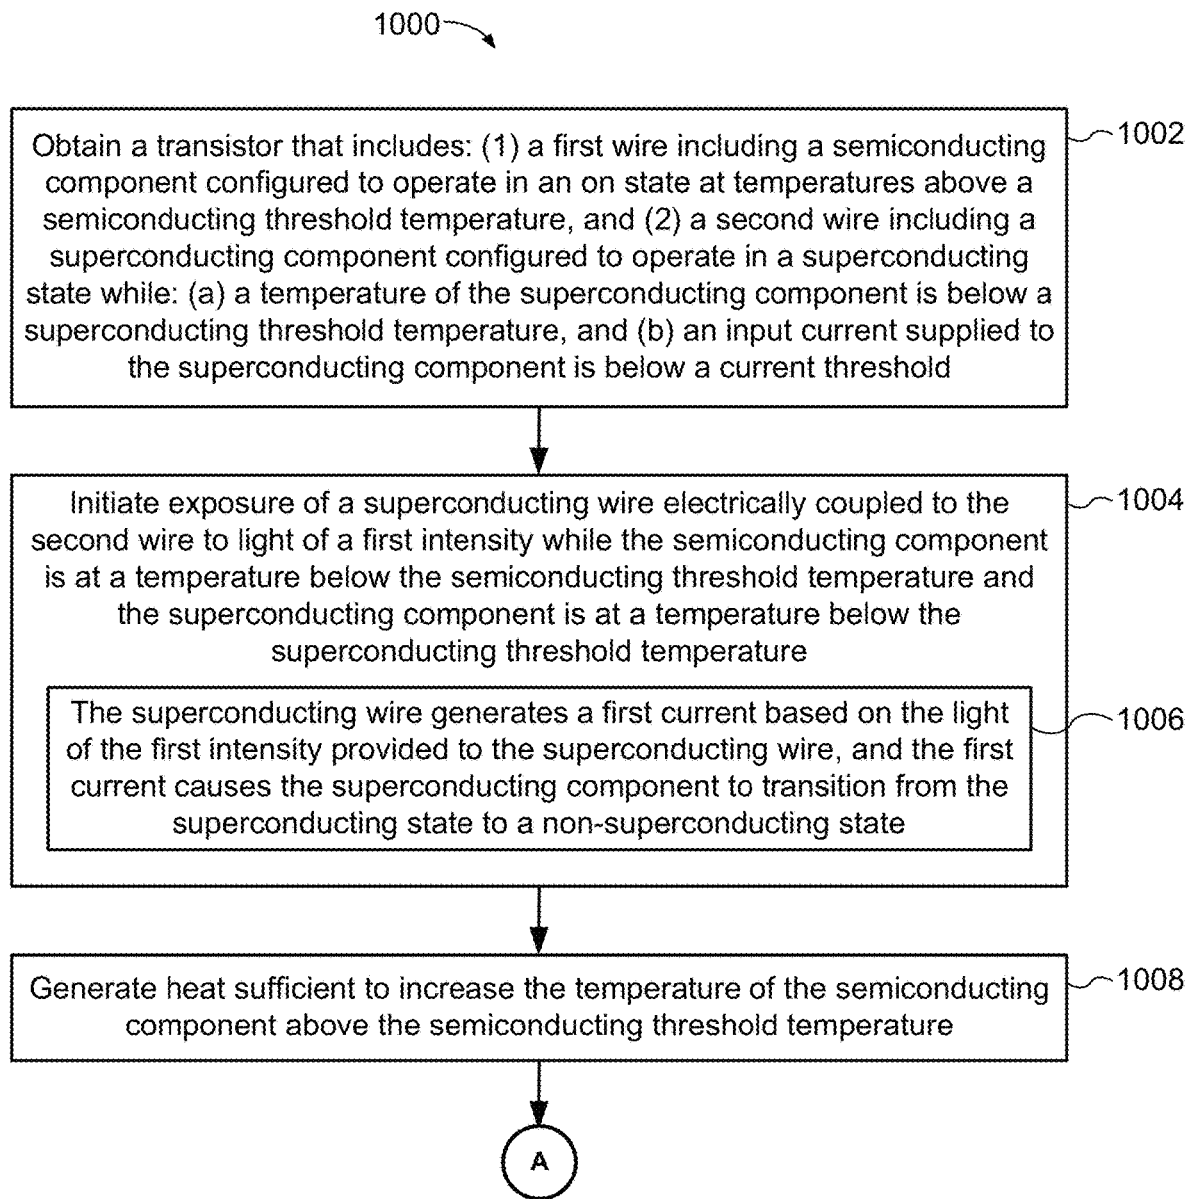 1000
Obtain a transistor that includes: (1) a first wire including a semiconducting
component configured to operate in an on state at temperatures above a
semiconducting threshold temperature, and (2) a second wire including a
superconducting component configured to operate in a superconducting
state while: (a) a temperature of the superconducting component is below a
superconducting threshold temperature, and (b) an input current supplied to
the superconducting component is below a current threshold
1002
Initiate exposure of a superconducting wire electrically coupled to the
second wire to light of a first intensity while the semiconducting component
is at a temperature below the semiconducting threshold temperature and
the superconducting component is at a temperature below the
superconducting threshold temperature
1004
The superconducting wire generates a first current based on the light
of the first intensity provided to the superconducting wire, and the first
current causes the superconducting component to transition from the
superconducting state to a non-superconducting state
1006
Generate heat sufficient to increase the temperature of the semiconducting
component above the semiconducting threshold temperature
1008
A